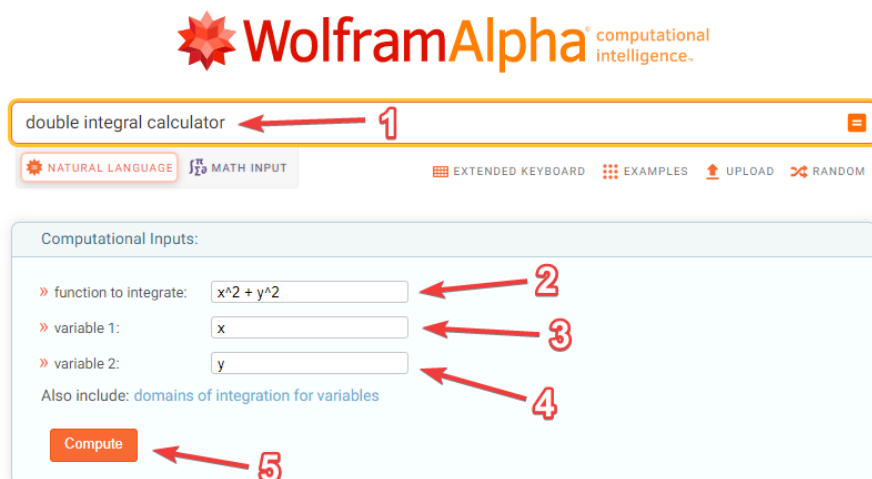 WolframAlpha computational intelligence™
double integral calculator 1
NATURAL LANGUAGE MATH INPUT EXTENDED KEYBOARD EXAMPLES UPLOAD RANDOM
Computational Inputs:
» function to integrate: x^2 + y^2 2
» variable 1: x 3
» variable 2: y 4
Also include: domains of integration for variables
Compute 5